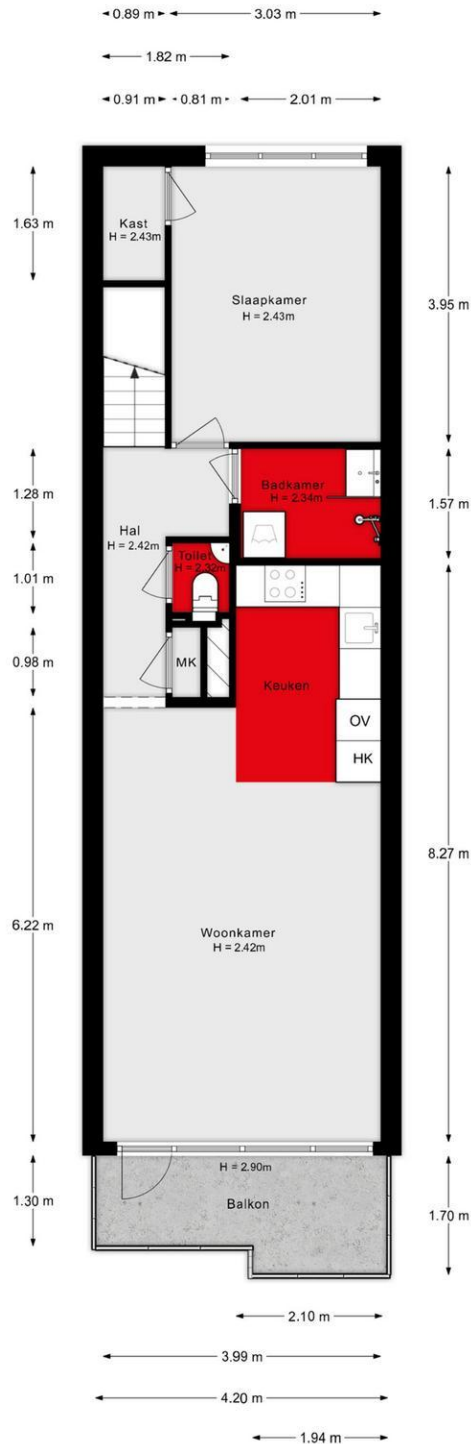 0.89 m
3.03 m
1.82 m
0.91 m
0.81 m
2.01 m
1.63 m
Kast
H = 2.43m
Slaapkamer
H = 2.43m
3.95 m
1.28 m
Hal
H = 2.42m
Badkamer
H = 2.34m
1.57 m
1.01 m
Toilet
H = 2.32m
0.98 m
MK
Keuken
OV
HK
6.22 m
Woonkamer
H = 2.42m
8.27 m
1.30 m
H = 2.90m
Balkon
1.70 m
2.10 m
3.99 m
4.20 m
1.94 m